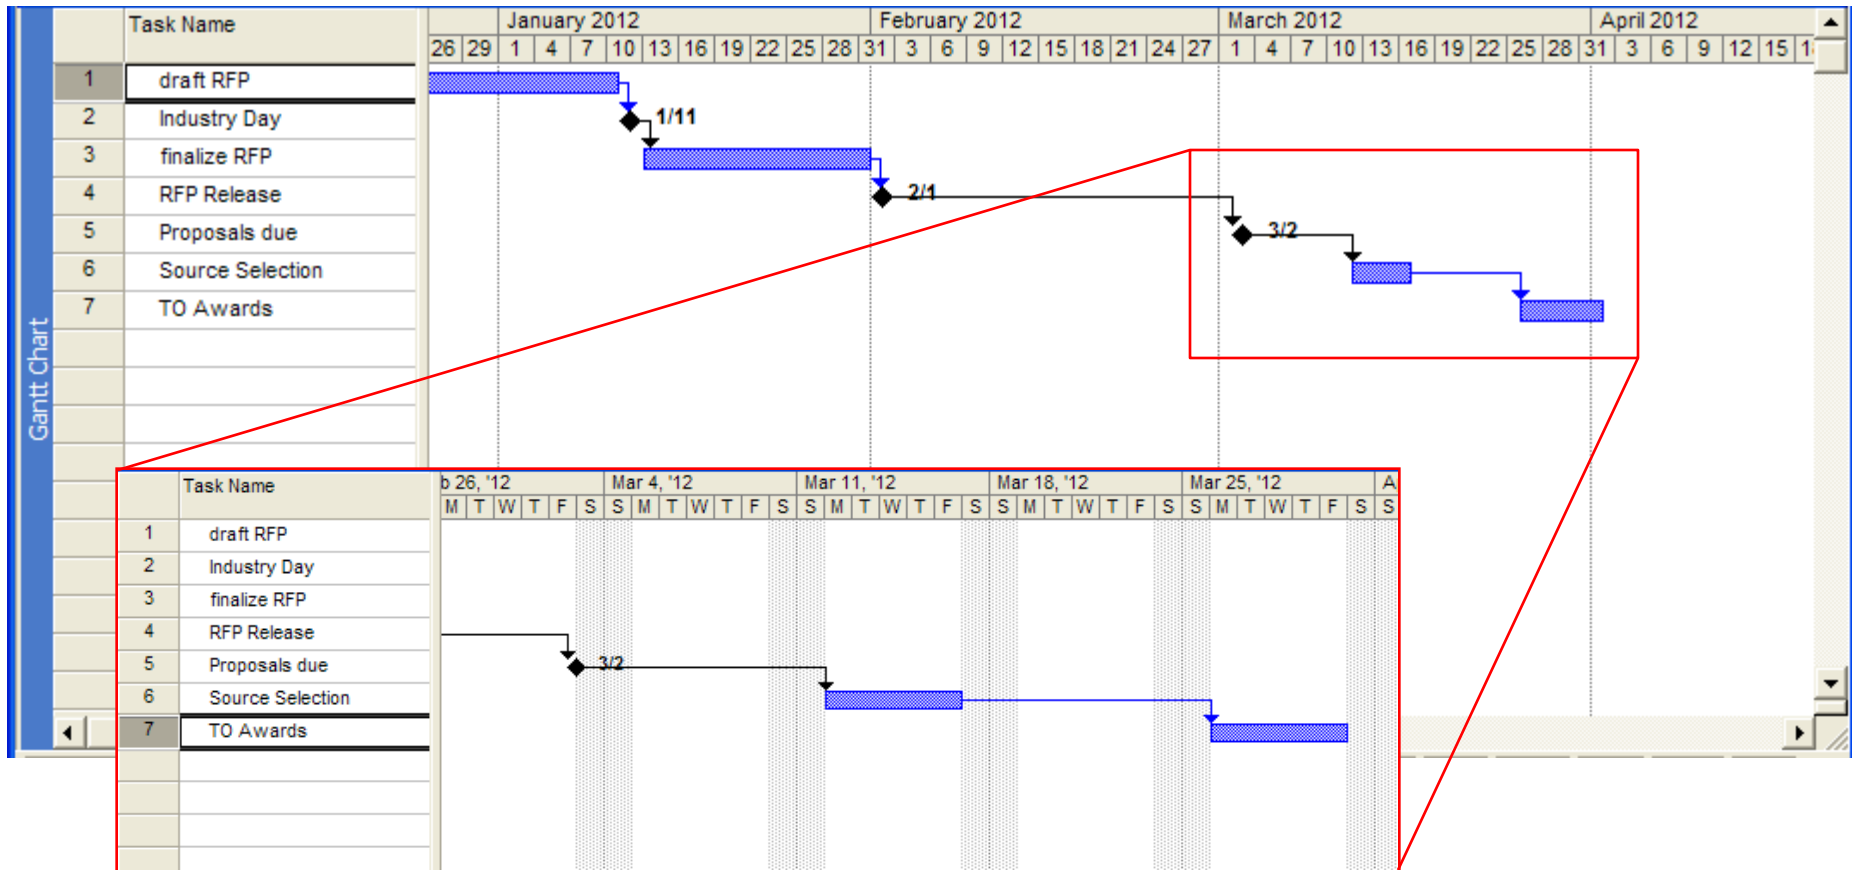 Task Name
January 2012 February 2012 March 2012 April 2012
26 29 1 4 7 10 13 16 19 22 25 28 31 3 6 9 12 15 18 21 24 27 1 4 7 10 13 16 19 22 25 28 31 3 6 9 12 15
1 draft RFP
2 Industry Day 1/11
3 finalize RFP
4 RFP Release 2/1
5 Proposals due 3/2
6 Source Selection
7 TO Awards
Gantt Chart
Task Name
b 26, '12 Mar 4, '12 Mar 11, '12 Mar 18, '12 Mar 25, '12 A
M T W T F S S M T W T F S S M T W T F S S M T W T F S S M T W T F S S
1 draft RFP
2 Industry Day
3 finalize RFP
4 RFP Release
5 Proposals due 3/2
6 Source Selection
7 TO Awards